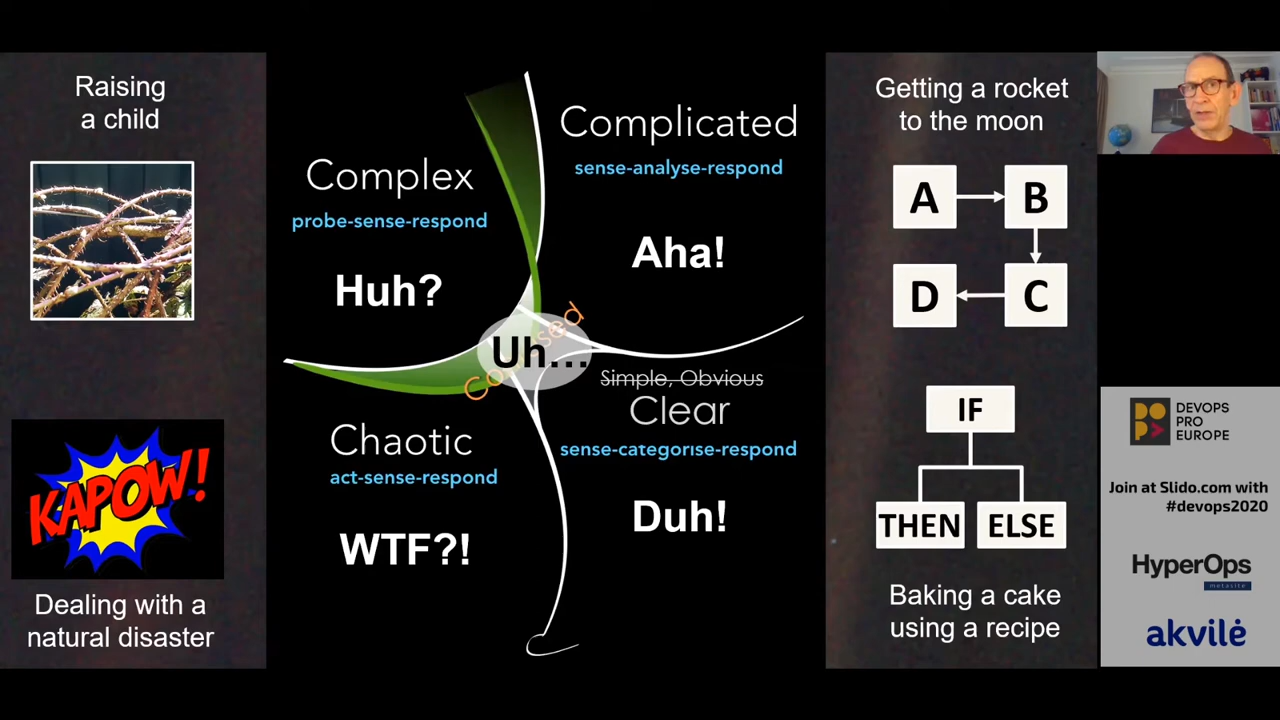 Raising
a child
Complex
probe-sense-respond
Huh?
Complicated
sense-analyse-respond
Aha!
Getting a rocket
to the moon
A
B
D
C
Uh...
Confused
Simple, Obvious
Clear
sense-categorise-respond
Duh!
Chaotic
act-sense-respond
WTF?!
KAPOW!
Dealing with a
natural disaster
IF
THEN
ELSE
Baking a cake
using a recipe
DEVOPS
PRO
EUROPE
Join at Slido.com with
#devops2020
HyperOps
metasite
akvilė